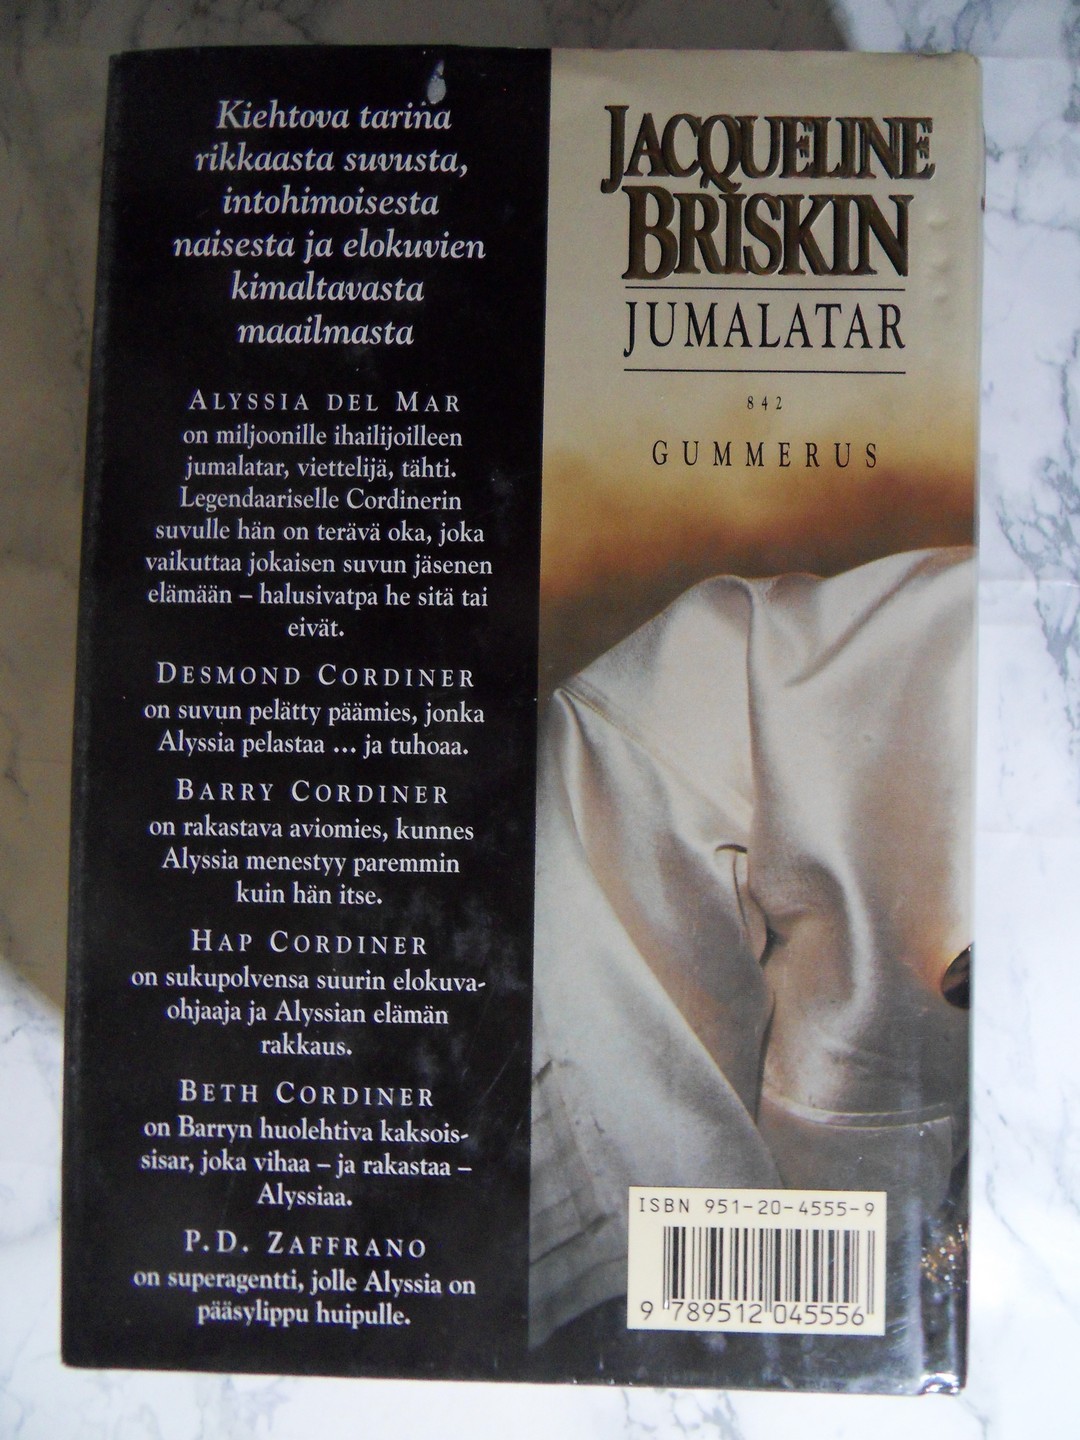 Kiehtova tarina
rikkaasta suvusta,
intohimoisesta
naisesta ja elokuvien
kimaltavasta
maailmasta
ALYSSIA DEL MAR
on miljoonille ihailijoilleen
jumalatar, viettelijä, tähti.
Legendaariselle Cordinerin
suvulle hän on terävä oka, joka
vaikuttaa jokaisen suvun jäsenen
elämään – halusivatpa he sitä tai
eivät.
DESMOND CORDINER
on suvun pelätty päämies, jonka
Alyssia pelastaa ... ja tuhoaa.
BARRY CORDINER
on rakastava aviomies, kunnes
Alyssia menestyy paremmin
kuin hän itse.
HAP CORDINER
on sukupolvensa suurin elokuva-
ohjaaja ja Alyssian elämän
rakkaus.
BETH CORDINER
on Barryn huolehtiva kaksois-
sisar, joka vihaa – ja rakastaa –
Alyssiaa.
P.D. ZAFFRANO
on superagentti, jolle Alyssia on
pääsylippu huipulle.
JACQUELINE
BRISKIN
JUMALATAR
842
GUMMERUS
ISBN 951-20-4555-9
9 789512 045556